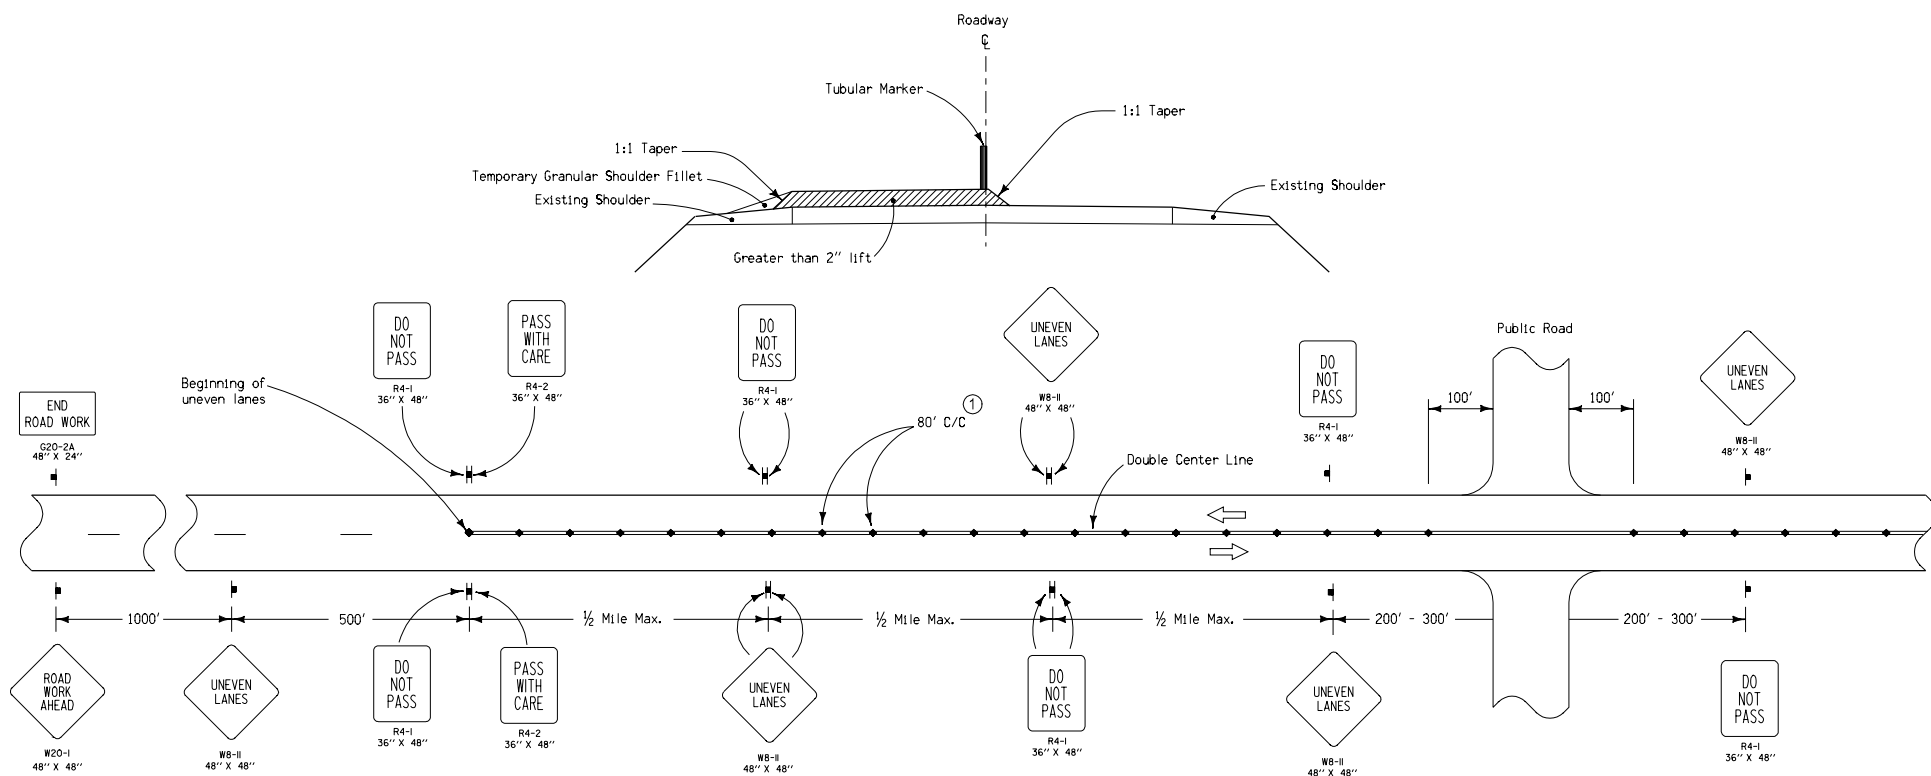 Roadway
℄
Tubular Marker
1:1 Taper
1:1 Taper
Temporary Granular Shoulder Fillet
Existing Shoulder
Existing Shoulder
Greater than 2" lift
DO
NOT
PASS
R4-1
36" X 48"
PASS
WITH
CARE
R4-2
36" X 48"
DO
NOT
PASS
R4-1
36" X 48"
UNEVEN
LANES
W8-11
48" X 48"
DO
NOT
PASS
R4-1
36" X 48"
Public Road
UNEVEN
LANES
W8-11
48" X 48"
Beginning of
uneven lanes
END
ROAD WORK
G20-2A
48" X 24"
80' C/C
1
100'
100'
Double Center Line
1000'
500'
½ Mile Max.
½ Mile Max.
½ Mile Max.
200' - 300'
200' - 300'
ROAD
WORK
AHEAD
W20-1
48" X 48"
UNEVEN
LANES
W8-11
48" X 48"
DO
NOT
PASS
R4-1
36" X 48"
PASS
WITH
CARE
R4-2
36" X 48"
UNEVEN
LANES
W8-11
48" X 48"
DO
NOT
PASS
R4-1
36" X 48"
UNEVEN
LANES
W8-11
48" X 48"
DO
NOT
PASS
R4-1
36" X 48"